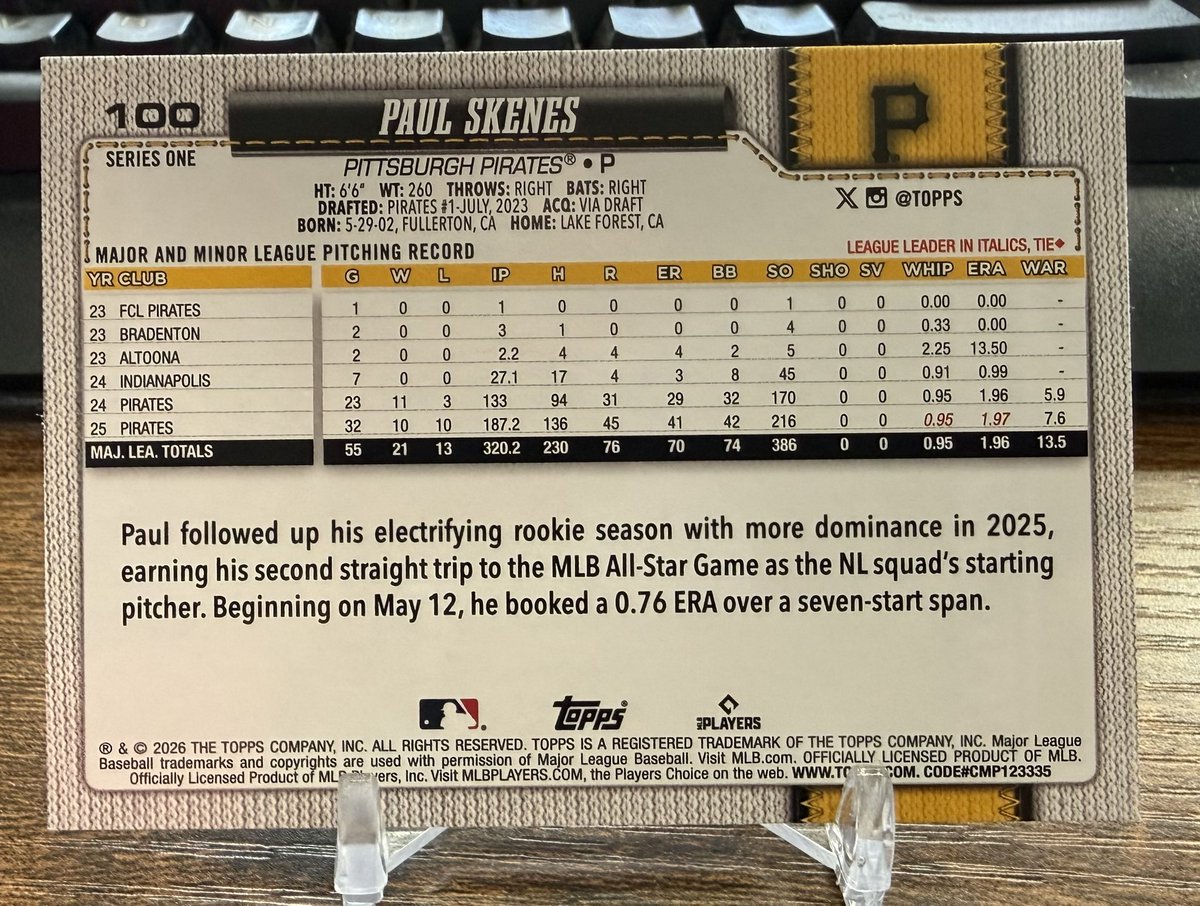 100
PAUL SKENES
P
SERIES ONE
PITTSBURGH PIRATES® • P
HT: 6'6" WT: 260 THROWS: RIGHT BATS: RIGHT
DRAFTED: PIRATES #1-JULY, 2023 ACQ: VIA DRAFT
BORN: 5-29-02, FULLERTON, CA HOME: LAKE FOREST, CA
X @TOPPS
MAJOR AND MINOR LEAGUE PITCHING RECORD
LEAGUE LEADER IN ITALICS, TIE◆
YR CLUB G W L IP H R ER BB SO SHO SV WHIP ERA WAR
23 FCL PIRATES 1 0 0 1 0 0 0 0 1 0 0 0.00 0.00 -
23 BRADENTON 2 0 0 3 1 0 0 0 4 0 0 0.33 0.00 -
23 ALTOONA 2 0 0 2.2 4 4 4 2 5 0 0 2.25 13.50 -
24 INDIANAPOLIS 7 0 0 27.1 17 4 3 8 45 0 0 0.91 0.99 -
24 PIRATES 23 11 3 133 94 31 29 32 170 0 0 0.95 1.96 5.9
25 PIRATES 32 10 10 187.2 136 45 41 42 216 0 0 0.95 1.97 7.6
MAJ. LEA. TOTALS 55 21 13 320.2 230 76 70 74 386 0 0 0.95 1.96 13.5
Paul followed up his electrifying rookie season with more dominance in 2025,
earning his second straight trip to the MLB All-Star Game as the NL squad's starting
pitcher. Beginning on May 12, he booked a 0.76 ERA over a seven-start span.
topps®
MLB PLAYERS
® & © 2026 THE TOPPS COMPANY, INC. ALL RIGHTS RESERVED. TOPPS IS A REGISTERED TRADEMARK OF THE TOPPS COMPANY, INC. Major League
Baseball trademarks and copyrights are used with permission of Major League Baseball. Visit MLB.com. OFFICIALLY LICENSED PRODUCT OF MLB.
Officially Licensed Product of Inc. Visit MLBPLAYERS.COM, the Players Choice on the web. CODE#CMP123335